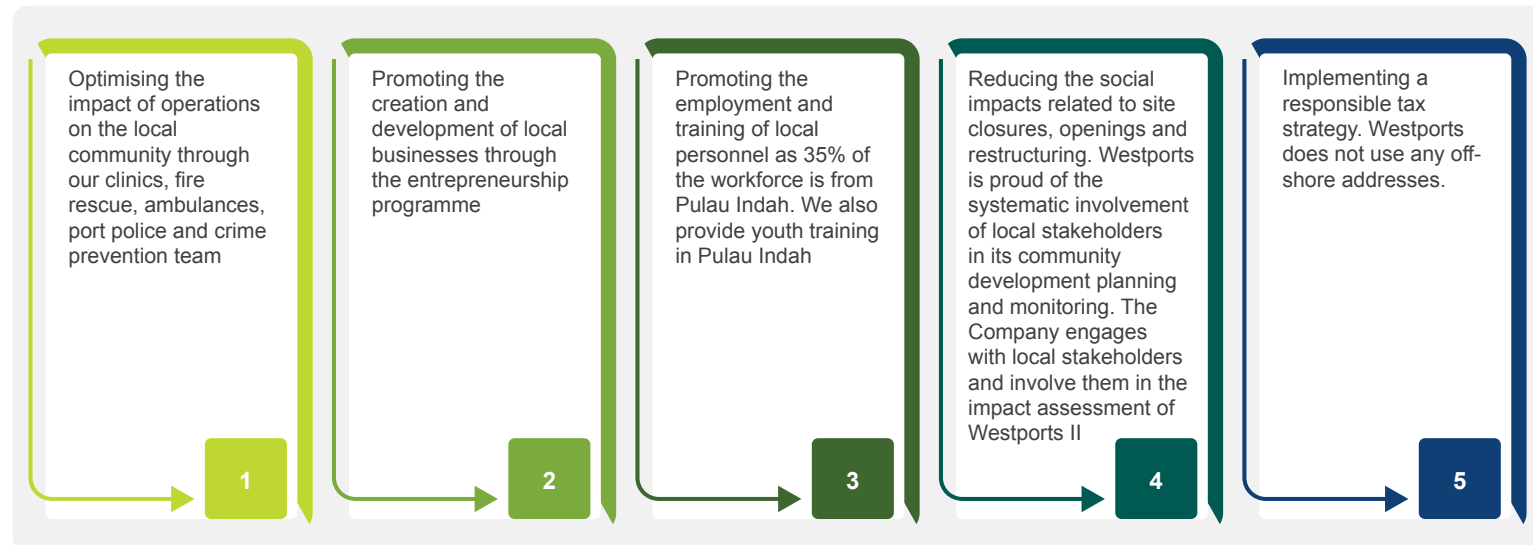 Optimising the
impact of operations
on the local
community through
our clinics, fire
rescue, ambulances,
port police and crime
prevention team
1
Promoting the
creation and
development of local
businesses through
the entrepreneurship
programme
2
Promoting the
employment and
training of local
personnel as 35% of
the workforce is from
Pulau Indah. We also
provide youth training
in Pulau Indah
3
Reducing the social
impacts related to site
closures, openings and
restructuring. Westports
is proud of the
systematic involvement
of local stakeholders
in its community
development planning
and monitoring. The
Company engages
with local stakeholders
and involve them in the
impact assessment of
Westports II
4
Implementing a
responsible tax
strategy. Westports
does not use any off-
shore addresses.
5